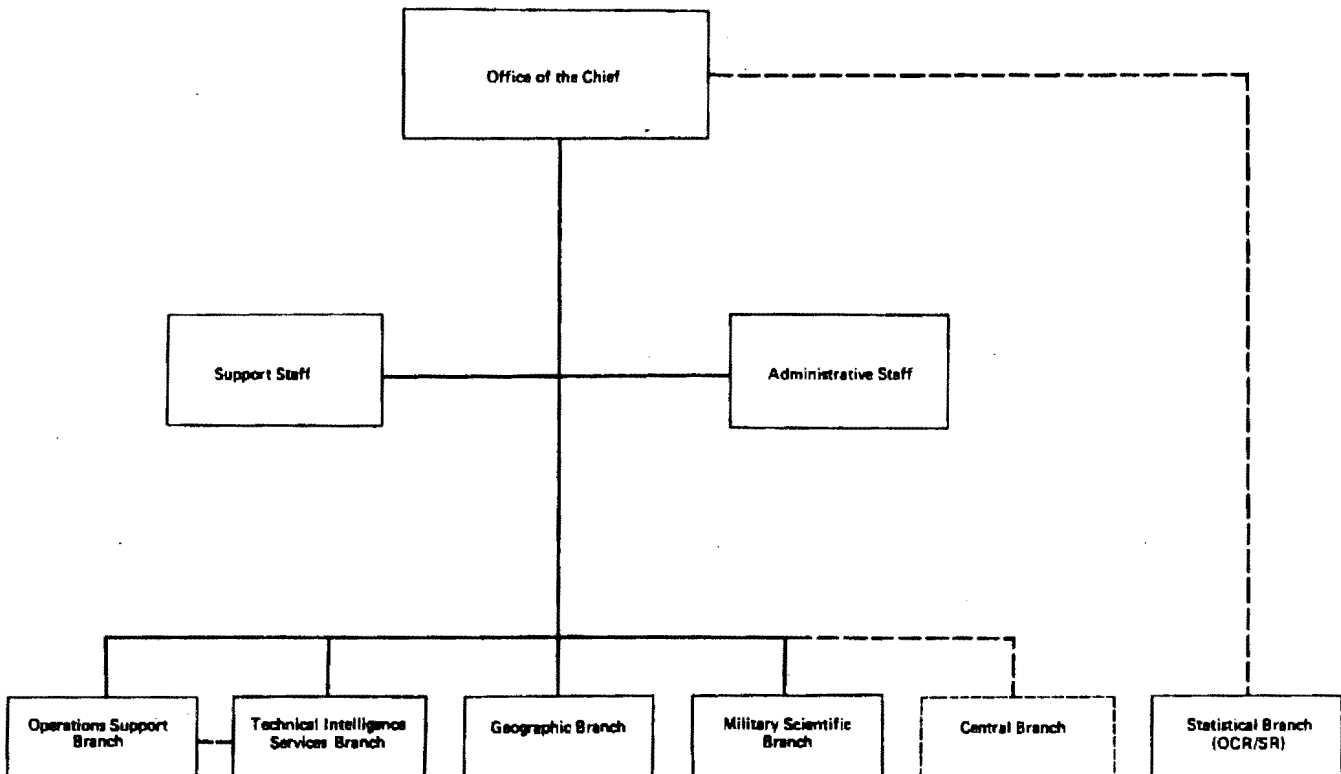 Office of the Chief
Support Staff
Administrative Staff
Operations Support
Branch
Technical Intelligence
Services Branch
Geographic Branch
Military Scientific
Branch
Central Branch
Statistical Branch
(OCR/SR)